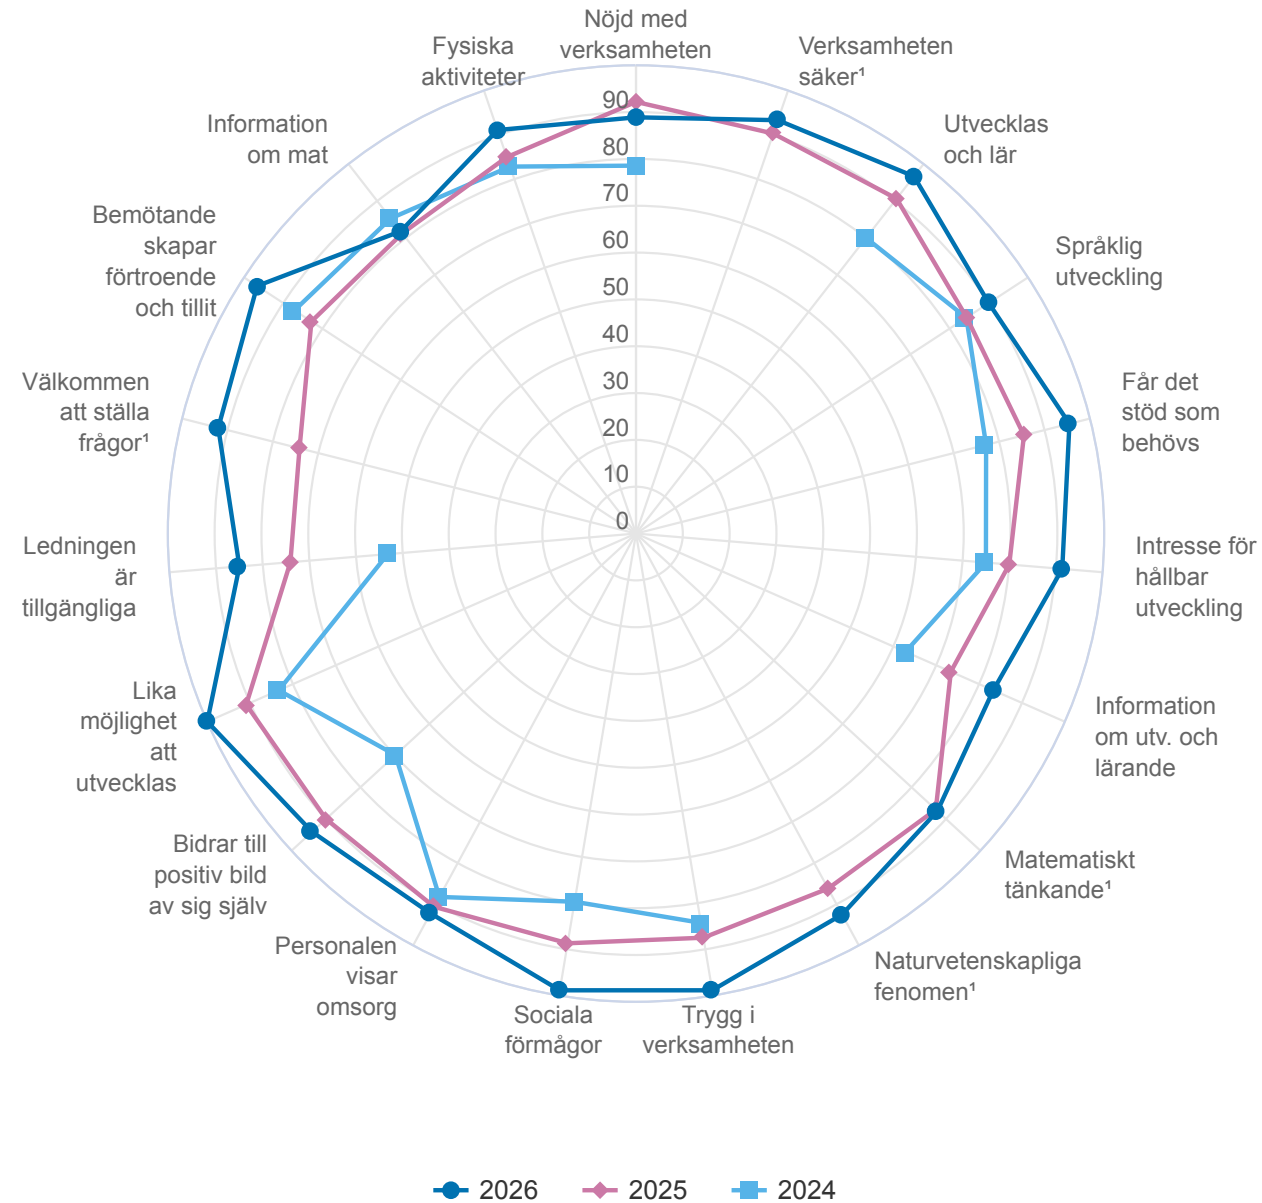 Nöjd med
verksamheten
Verksamheten
säker¹
Utvecklas
och lär
Språklig
utveckling
Får det
stöd som
behövs
Intresse för
hållbar
utveckling
Information
om utv. och
lärande
Matematiskt
tänkande¹
Naturvetenskapliga
fenomen¹
Trygg i
verksamheten
Sociala
förmågor
Personalen
visar
omsorg
Bidrar till
positiv bild
av sig själv
Lika
möjlighet
att
utvecklas
Ledningen
är
tillgängliga
Välkommen
att ställa
frågor¹
Bemötande
skapar
förtroende
och tillit
Information
om mat
Fysiska
aktiviteter
90
80
70
60
50
40
30
20
10
0
2026
2025
2024